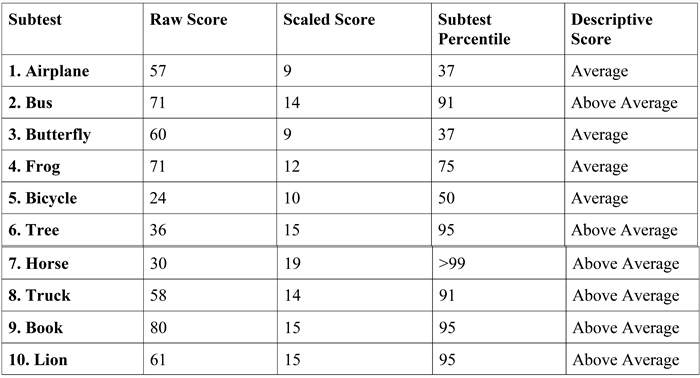 Subtest Raw Score Scaled Score Subtest Percentile Descriptive Score
1. Airplane 57 9 37 Average
2. Bus 71 14 91 Above Average
3. Butterfly 60 9 37 Average
4. Frog 71 12 75 Average
5. Bicycle 24 10 50 Average
6. Tree 36 15 95 Above Average
7. Horse 30 19 >99 Above Average
8. Truck 58 14 91 Above Average
9. Book 80 15 95 Above Average
10. Lion 61 15 95 Above Average